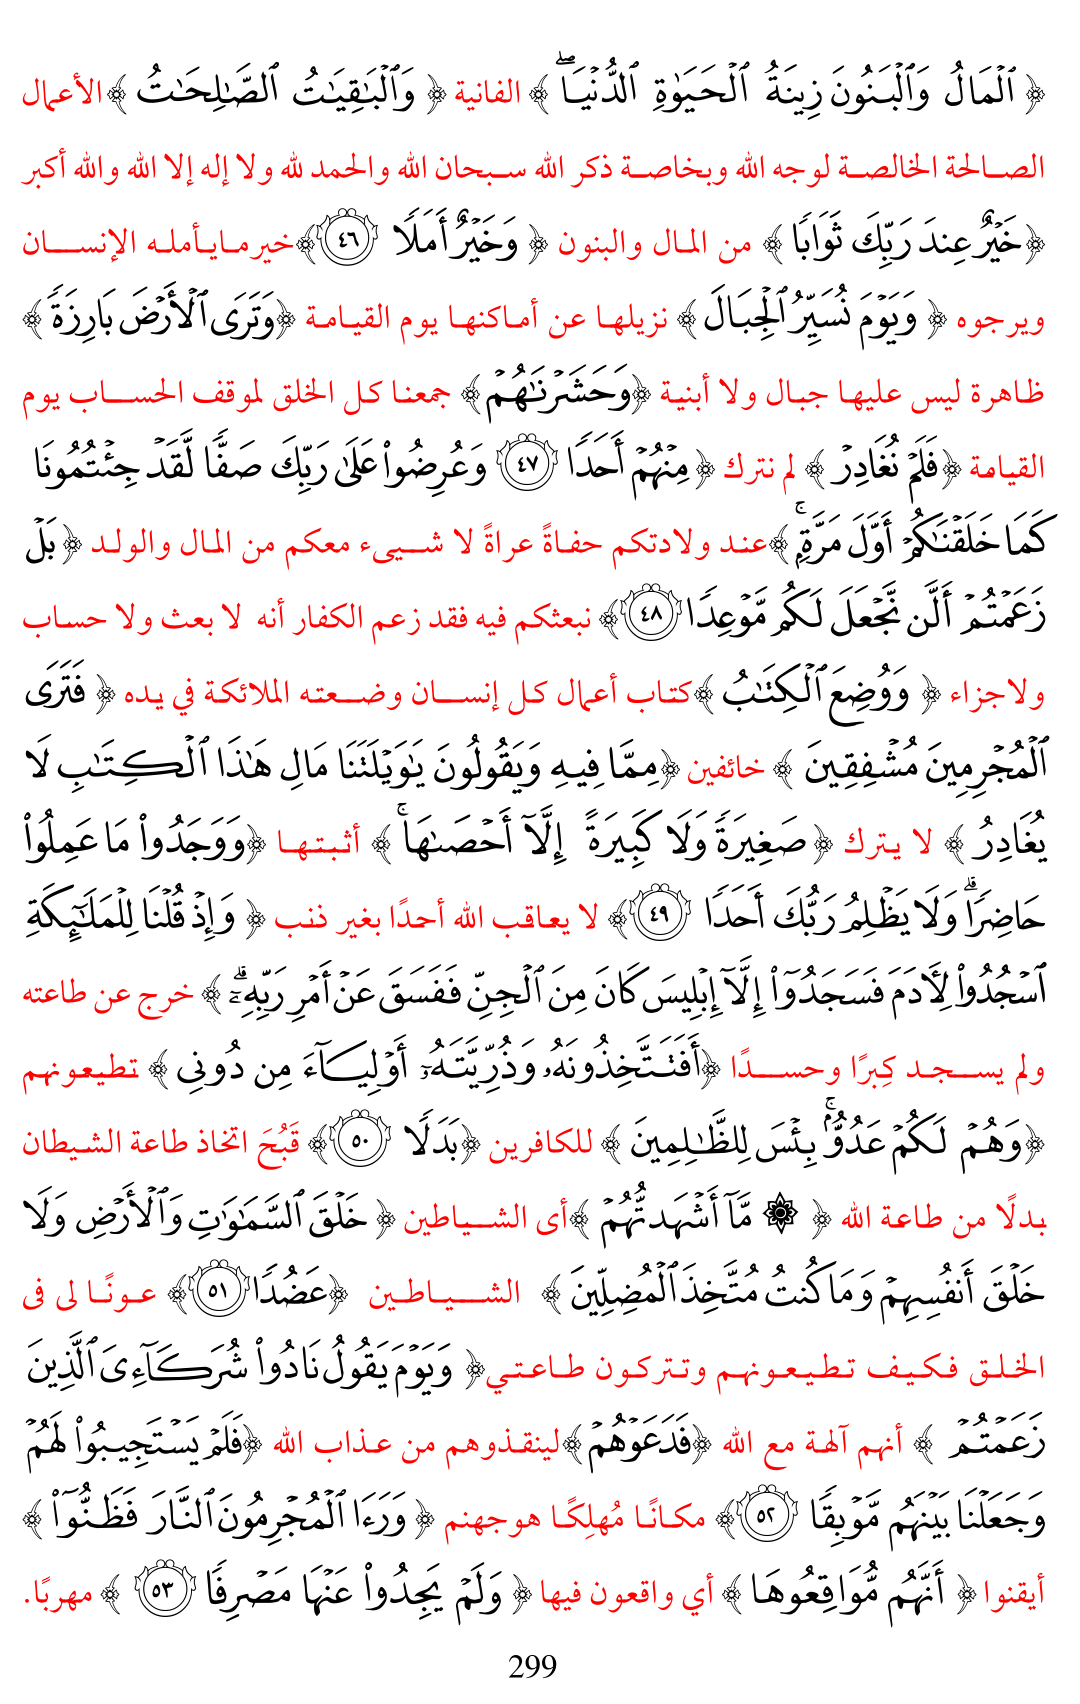 ﴿ ٱلْمَالُ وَٱلْبَنُونَ زِينَةُ ٱلْحَيَوٰةِ ٱلدُّنْيَاۖ ﴾ الفانية ﴿ وَٱلْبَٰقِيَٰتُ ٱلصَّٰلِحَٰتُ ﴾ الأعمال
الصالحة الخالصة لوجه الله وبخاصة ذكر الله سبحان الله والحمد لله ولا إله إلا الله والله أكبر
﴿ خَيْرٌ عِندَ رَبِّكَ ثَوَابًا ﴾ من المال والبنون ﴿ وَخَيْرٌ أَمَلًا ٤٦ ﴾ خير مايأمله الإنسان
ويرجوه ﴿ وَيَوْمَ نُسَيِّرُ ٱلْجِبَالَ ﴾ نزيلها عن أماكنها يوم القيامة ﴿ وَتَرَى ٱلْأَرْضَ بَارِزَةً ﴾
ظاهرة ليس عليها جبال ولا أبنية ﴿ وَحَشَرْنَٰهُمْ ﴾ جمعنا كل الخلق لموقف الحساب يوم
القيامة ﴿ فَلَمْ نُغَادِرْ ﴾ لم نترك ﴿ مِنْهُمْ أَحَدًا ٤٧ وَعُرِضُوا۟ عَلَىٰ رَبِّكَ صَفًّا لَّقَدْ جِئْتُمُونَا
كَمَا خَلَقْنَٰكُمْ أَوَّلَ مَرَّةٍۭۚ ﴾ عند ولادتكم حفاةً عراةً لا شييء معكم من المال والولد ﴿ بَلْ
زَعَمْتُمْ أَلَّن نَّجْعَلَ لَكُم مَّوْعِدًا ٤٨ ﴾ نبعثكم فيه فقد زعم الكفار أنه لا بعث ولا حساب
ولاجزاء ﴿ وَوُضِعَ ٱلْكِتَٰبُ ﴾ كتاب أعمال كل إنسان وضعته الملائكة في يده ﴿ فَتَرَى
ٱلْمُجْرِمِينَ مُشْفِقِينَ ﴾ خائفين ﴿ مِمَّا فِيهِ وَيَقُولُونَ يَٰوَيْلَتَنَا مَالِ هَٰذَا ٱلْكِتَٰبِ لَا
يُغَادِرُ ﴾ لا يترك ﴿ صَغِيرَةً وَلَا كَبِيرَةً إِلَّآ أَحْصَىٰهَاۚ ﴾ أثبتها ﴿ وَوَجَدُوا۟ مَا عَمِلُوا۟
حَاضِرًاۗ وَلَا يَظْلِمُ رَبُّكَ أَحَدًا ٤٩ ﴾ لا يعاقب الله أحدًا بغير ذنب ﴿ وَإِذْ قُلْنَا لِلْمَلَٰٓئِكَةِ
ٱسْجُدُوا۟ لِأَدَمَ فَسَجَدُوٓا۟ إِلَّآ إِبْلِيسَ كَانَ مِنَ ٱلْجِنِّ فَفَسَقَ عَنْ أَمْرِ رَبِّهِۦٓۗ ﴾ خرج عن طاعته
ولم يسجد كِبرًا وحسدًا ﴿ أَفَتَتَّخِذُونَهُۥ وَذُرِّيَّتَهُۥٓ أَوْلِيَآءَ مِن دُونِى ﴾ تطيعونهم
﴿ وَهُمْ لَكُمْ عَدُوٌّۢۚ بِئْسَ لِلظَّٰلِمِينَ ﴾ للكافرين ﴿ بَدَلًا ٥٠ ﴾ قَبُحَ اتخاذ طاعة الشيطان
بدلًا من طاعة الله ﴿ ۞ مَّآ أَشْهَدتُّهُمْ ﴾ أى الشياطين ﴿ خَلْقَ ٱلسَّمَٰوَٰتِ وَٱلْأَرْضِ وَلَا
خَلْقَ أَنفُسِهِمْ وَمَا كُنتُ مُتَّخِذَ ٱلْمُضِلِّينَ ﴾ الشياطين ﴿ عَضُدًا ٥١ ﴾ عونًا لى فى
الخلق فكيف تطيعونهم وتتركون طاعتي ﴿ وَيَوْمَ يَقُولُ نَادُوا۟ شُرَكَآءِىَ ٱلَّذِينَ
زَعَمْتُمْ ﴾ أنهم آلهة مع الله ﴿ فَدَعَوْهُمْ ﴾ لينقذوهم من عذاب الله ﴿ فَلَمْ يَسْتَجِيبُوا۟ لَهُمْ
وَجَعَلْنَا بَيْنَهُم مَّوْبِقًا ٥٢ ﴾ مكانًا مُهلِكًا هوجهنم ﴿ وَرَءَا ٱلْمُجْرِمُونَ ٱلنَّارَ فَظَنُّوٓا۟ ﴾
أيقنوا ﴿ أَنَّهُم مُّوَاقِعُوهَا ﴾ أي واقعون فيها ﴿ وَلَمْ يَجِدُوا۟ عَنْهَا مَصْرِفًا ٥٣ ﴾ مهربًا.
299